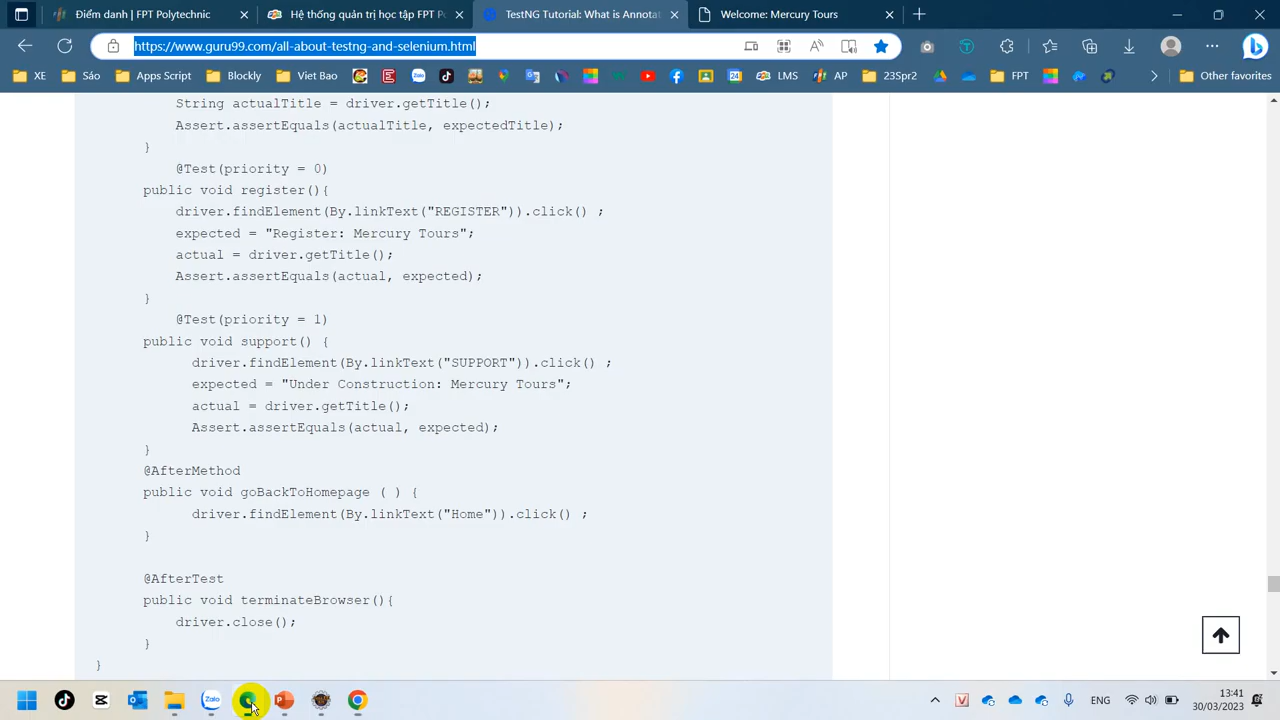 Điểm danh | FPT Polytechnic
Hệ thống quản trị học tập FPT Po
TestNG Tutorial: What is Annotat
Welcome: Mercury Tours
https://www.guru99.com/all-about-testng-and-selenium.html
XE
Sáo
Apps Script
Blockly
Viet Bao
LMS
AP
23Spr2
FPT
Other favorites
String actualTitle = driver.getTitle();
Assert.assertEquals(actualTitle, expectedTitle);
}
@Test(priority = 0)
public void register(){
driver.findElement(By.linkText("REGISTER")).click() ;
expected = "Register: Mercury Tours";
actual = driver.getTitle();
Assert.assertEquals(actual, expected);
}
@Test(priority = 1)
public void support() {
driver.findElement(By.linkText("SUPPORT")).click() ;
expected = "Under Construction: Mercury Tours";
actual = driver.getTitle();
Assert.assertEquals(actual, expected);
}
@AfterMethod
public void goBackToHomepage ( ) {
driver.findElement(By.linkText("Home")).click() ;
}
@AfterTest
public void terminateBrowser(){
driver.close();
}
}
Zalo
ENG
13:41
30/03/2023